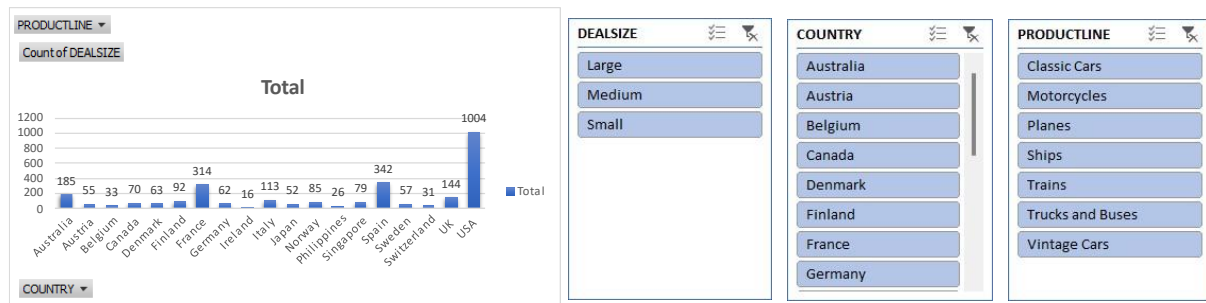 PRODUCTLINE
Count of DEALSIZE
Total
1200
1000
800
600
400
200
0
185
55
33
70
63
92
314
62
16
113
52
85
26
79
342
57
31
144
1004
Australia
Austria
Belgium
Canada
Denmark
Finland
France
Germany
Ireland
Italy
Japan
Norway
Philippines
Singapore
Spain
Sweden
Switzerland
UK
USA
Total
COUNTRY
DEALSIZE
Large
Medium
Small
COUNTRY
Australia
Austria
Belgium
Canada
Denmark
Finland
France
Germany
PRODUCTLINE
Classic Cars
Motorcycles
Planes
Ships
Trains
Trucks and Buses
Vintage Cars